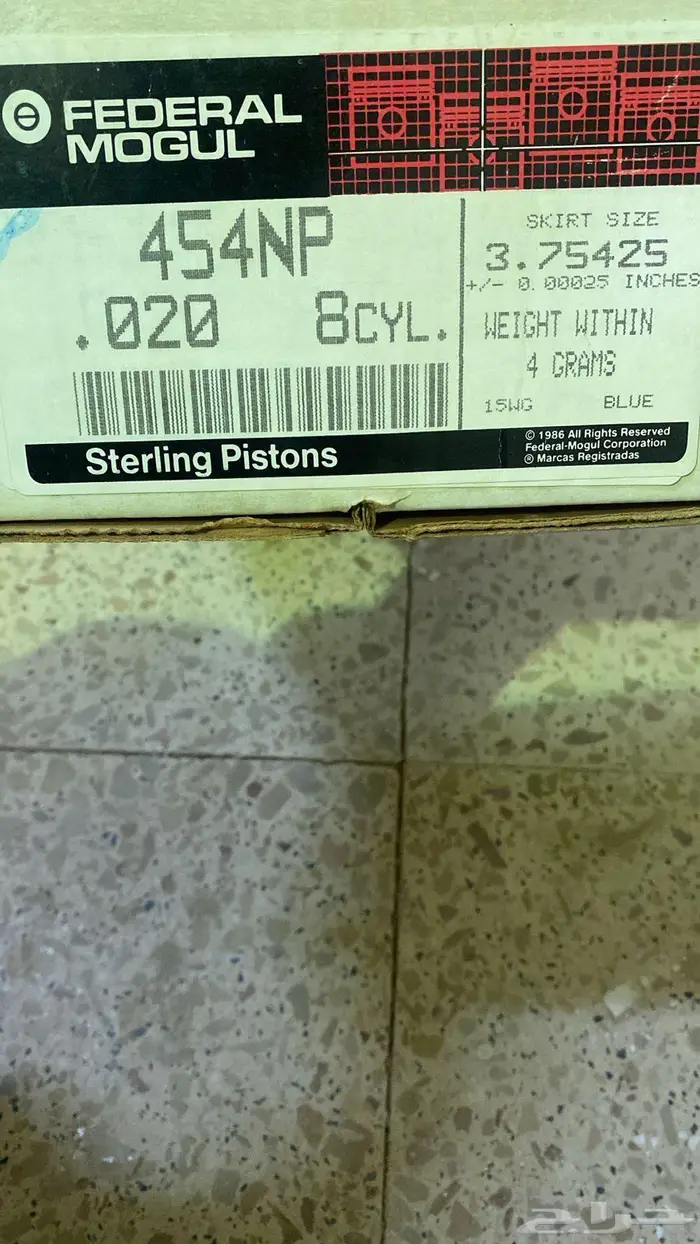 FEDERAL
MOGUL
454NP
.020 8CYL.
SKIRT SIZE
3.75425
+/- 0.00025 INCHES
WEIGHT WITHIN
4 GRAMS
15WG BLUE
Sterling Pistons
© 1986 All Rights Reserved
Federal-Mogul Corporation
® Marcas Registradas
حراج